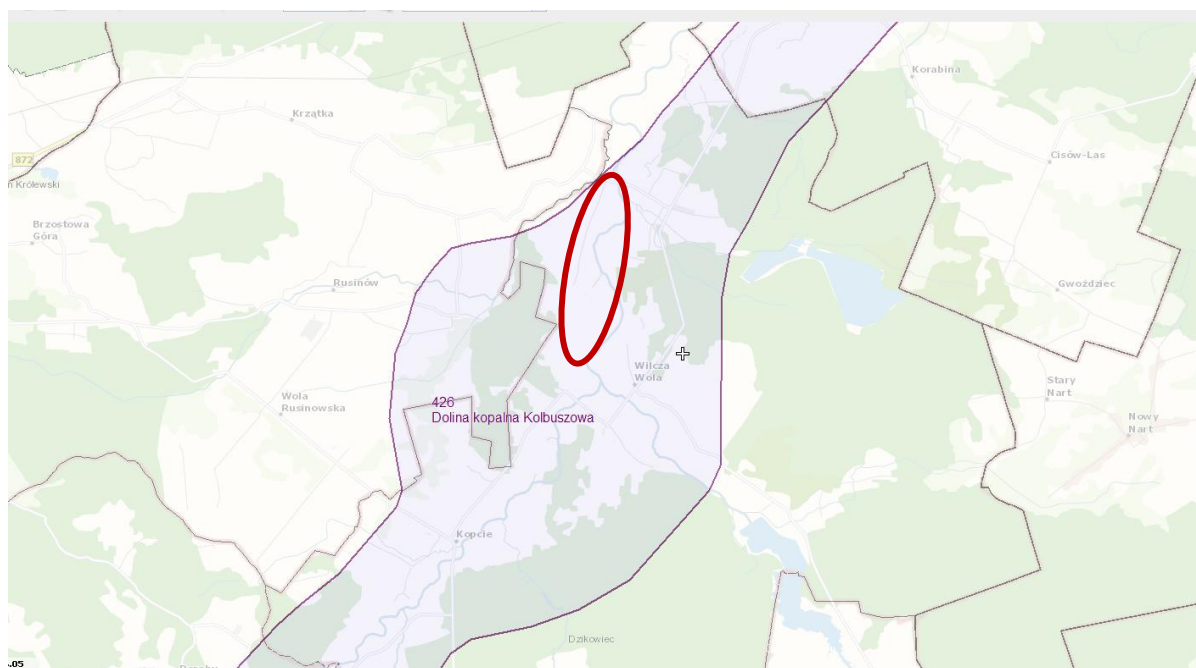 Korabina
Krzątka
872
Cisów-Las
n Królewski
Brzostowa
Góra
Rusinów
Gwoździec
Wilcza
Wola
Stary
Nart
Wola
Rusinowska
426
Dolina kopalna Kolbuszowa
Nowy
Nart
Kopcie
Dzikowiec
.05